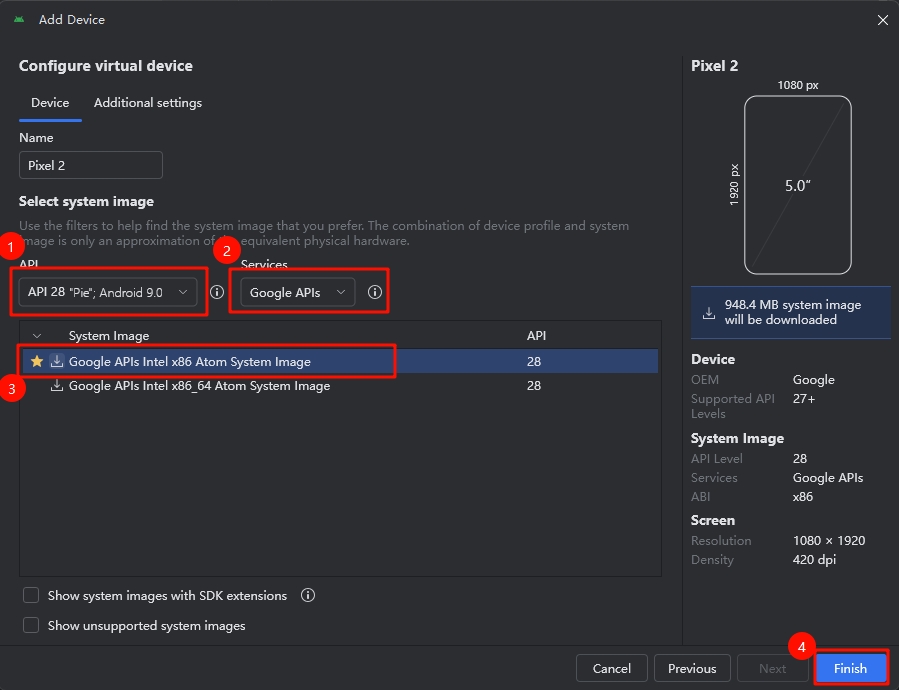 Add Device
Configure virtual device
Device
Additional settings
Name
Pixel 2
Select system image
Use the filters to help find the system image that you prefer. The combination of device profile and system
image is only an approximation of the equivalent physical hardware.
1
API
2
Services
API 28 "Pie"; Android 9.0
Google APIs
System Image
API
Google APIs Intel x86 Atom System Image
28
3
Google APIs Intel x86_64 Atom System Image
28
Show system images with SDK extensions
Show unsupported system images
Pixel 2
1080 px
1920 px
5.0"
948.4 MB system image
will be downloaded
Device
OEM
Google
Supported API
Levels
27+
System Image
API Level
28
Services
Google APIs
ABI
x86
Screen
Resolution
1080 × 1920
Density
420 dpi
4
Cancel
Previous
Next
Finish